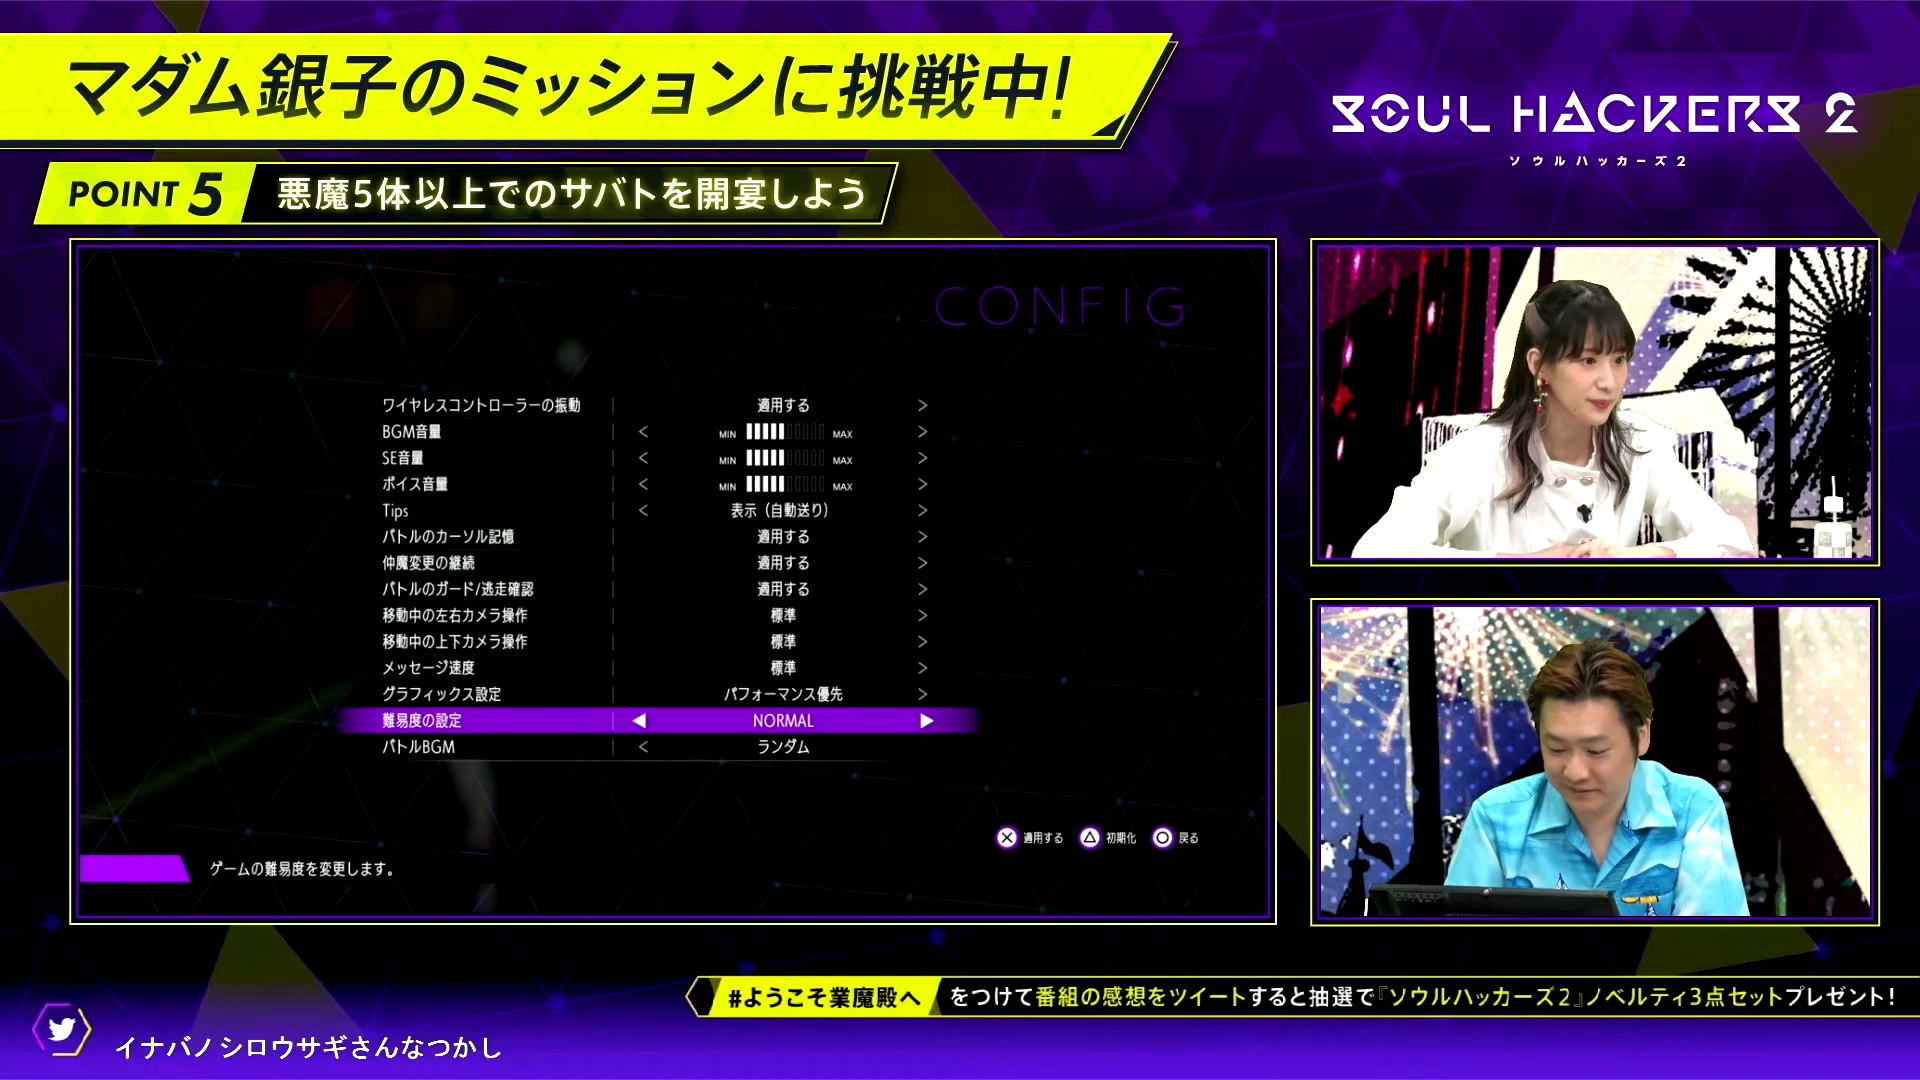 マダム銀子のミッションに挑戦中!
SOUL HACKERS 2
ソウルハッカーズ2
POINT 5 悪魔5体以上でのサバトを開宴しよう
CONFIG
ワイヤレスコントローラーの振動 適用する >
BGM音量 < MIN MAX >
SE音量 < MIN MAX >
ボイス音量 < MIN MAX >
Tips < 表示（自動送り） >
バトルのカーソル記憶 適用する >
仲魔変更の継続 適用する >
バトルのガード/逃走確認 適用する >
移動中の左右カメラ操作 標準 >
移動中の上下カメラ操作 標準 >
メッセージ速度 標準 >
グラフィックス設定 パフォーマンス優先 >
難易度の設定 ◀ NORMAL ▶
バトルBGM < ランダム
適用する 初期化 戻る
ゲームの難易度を変更します。
#ようこそ業魔殿へ をつけて番組の感想をツイートすると抽選で『ソウルハッカーズ2』ノベルティ3点セットプレゼント!
イナバノシロウサギさんなつかし